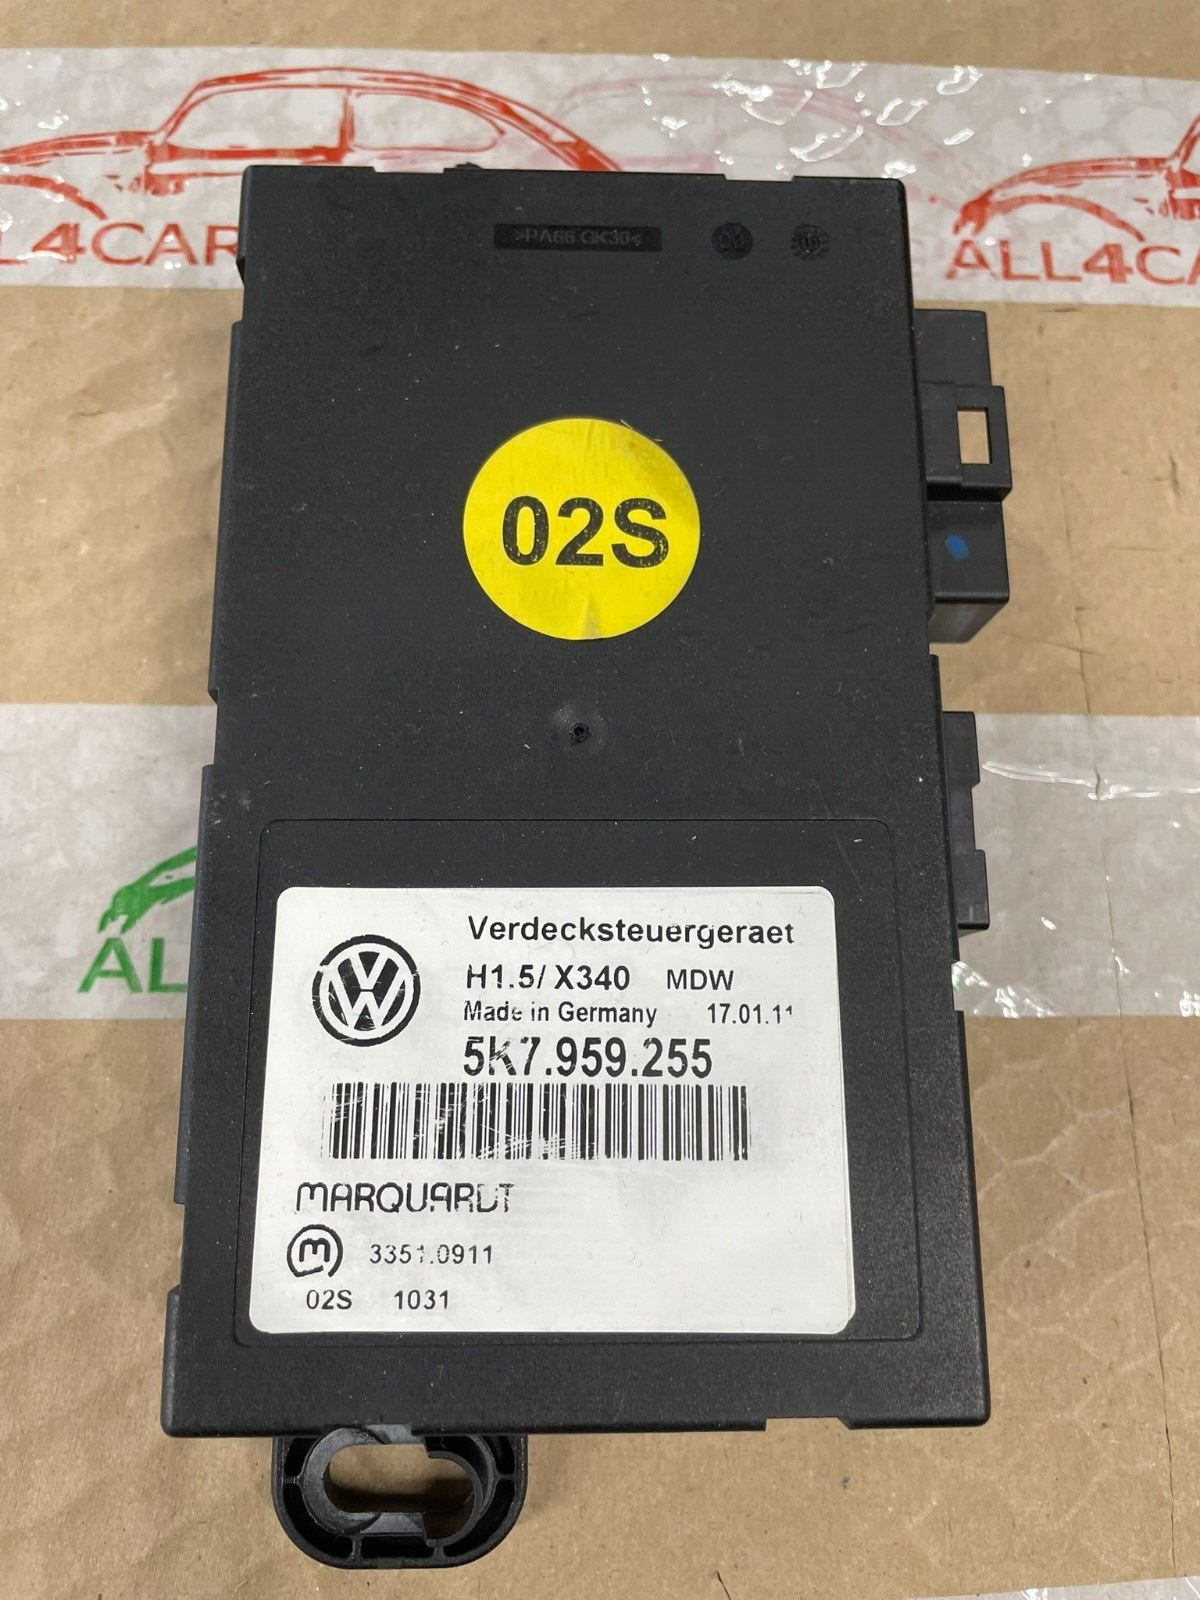 ALL4CAR
ALL4CA
>PA66 GK30<
02S
AL
Verdecksteuergeraet
H1.5/ X340 MDW
Made in Germany 17.01.11
5K7.959.255
MARQUARDT
m 3351.0911
02S 1031